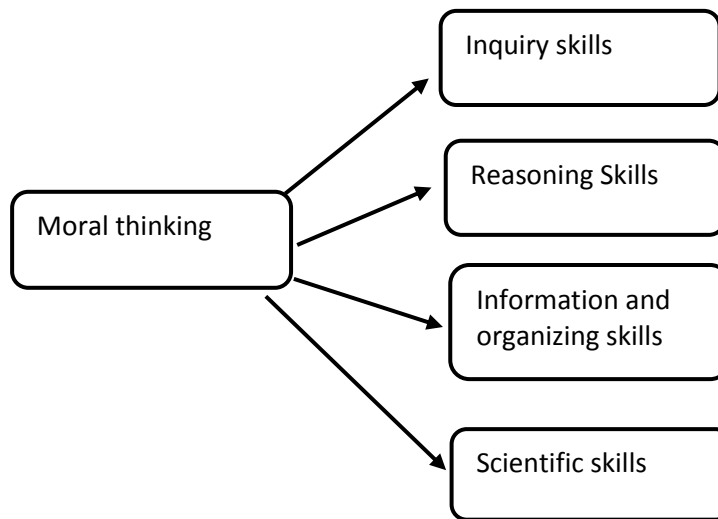 Inquiry skills
Reasoning Skills
Moral thinking
Information and
organizing skills
Scientific skills